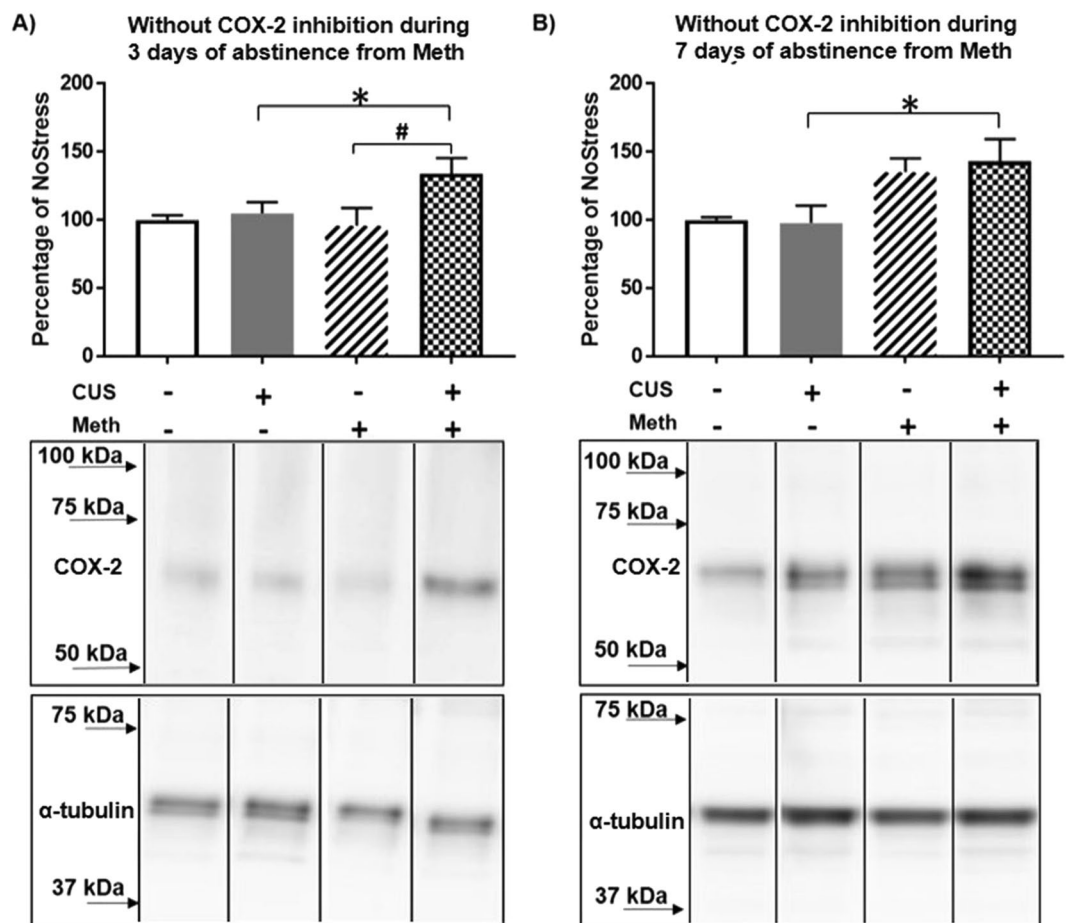 A)
Without COX-2 inhibition during
3 days of abstinence from Meth
Percentage of NoStress
200
150
100
50
0
*
#
CUS - + - +
Meth - - + +
100 kDa
75 kDa
COX-2
50 kDa
75 kDa
α-tubulin
37 kDa
B)
Without COX-2 inhibition during
7 days of abstinence from Meth
Percentage of NoStress
200
150
100
50
0
*
CUS - + - +
Meth - - + +
100 kDa
75 kDa
COX-2
50 kDa
75 kDa
α-tubulin
37 kDa